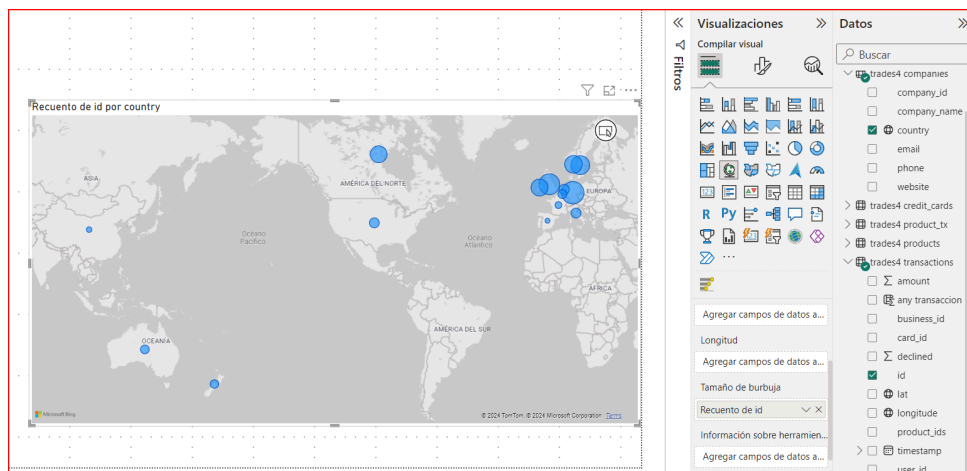 Recuento de id por country
ASIA
AMÉRICA DEL NORTE
EUROPA
Océano
Pacífico
Océano
Atlántico
ÁFRICA
OCEANÍA
AMÉRICA DEL SUR
Microsoft Bing
© 2024 TomTom, © 2024 Microsoft Corporation Terms
Filtros
Visualizaciones
Compilar visual
123
R
Py
Agregar campos de datos a...
Longitud
Agregar campos de datos a...
Tamaño de burbuja
Recuento de id
Información sobre herramien...
Agregar campos de datos a...
Datos
Buscar
trades4 companies
company_id
company_name
country
email
phone
website
trades4 credit_cards
trades4 product_tx
trades4 products
trades4 transactions
amount
any transaccion
business_id
card_id
declined
id
lat
longitude
product_ids
timestamp
user_id